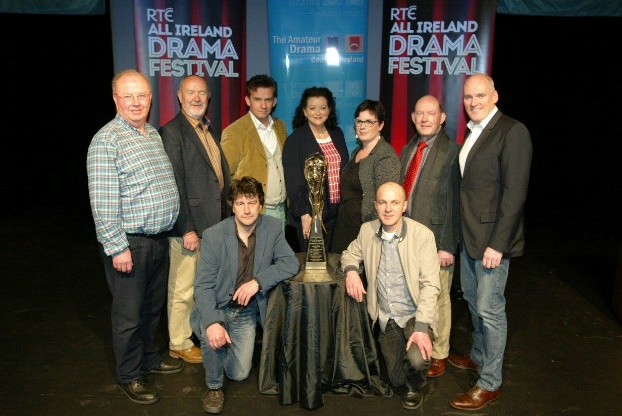 RTÉ
ALL IRELAND
DRAMA
FESTIVAL
The Amateur
Drama
RTÉ
ALL IRELAND
DRAMA
FESTIVAL